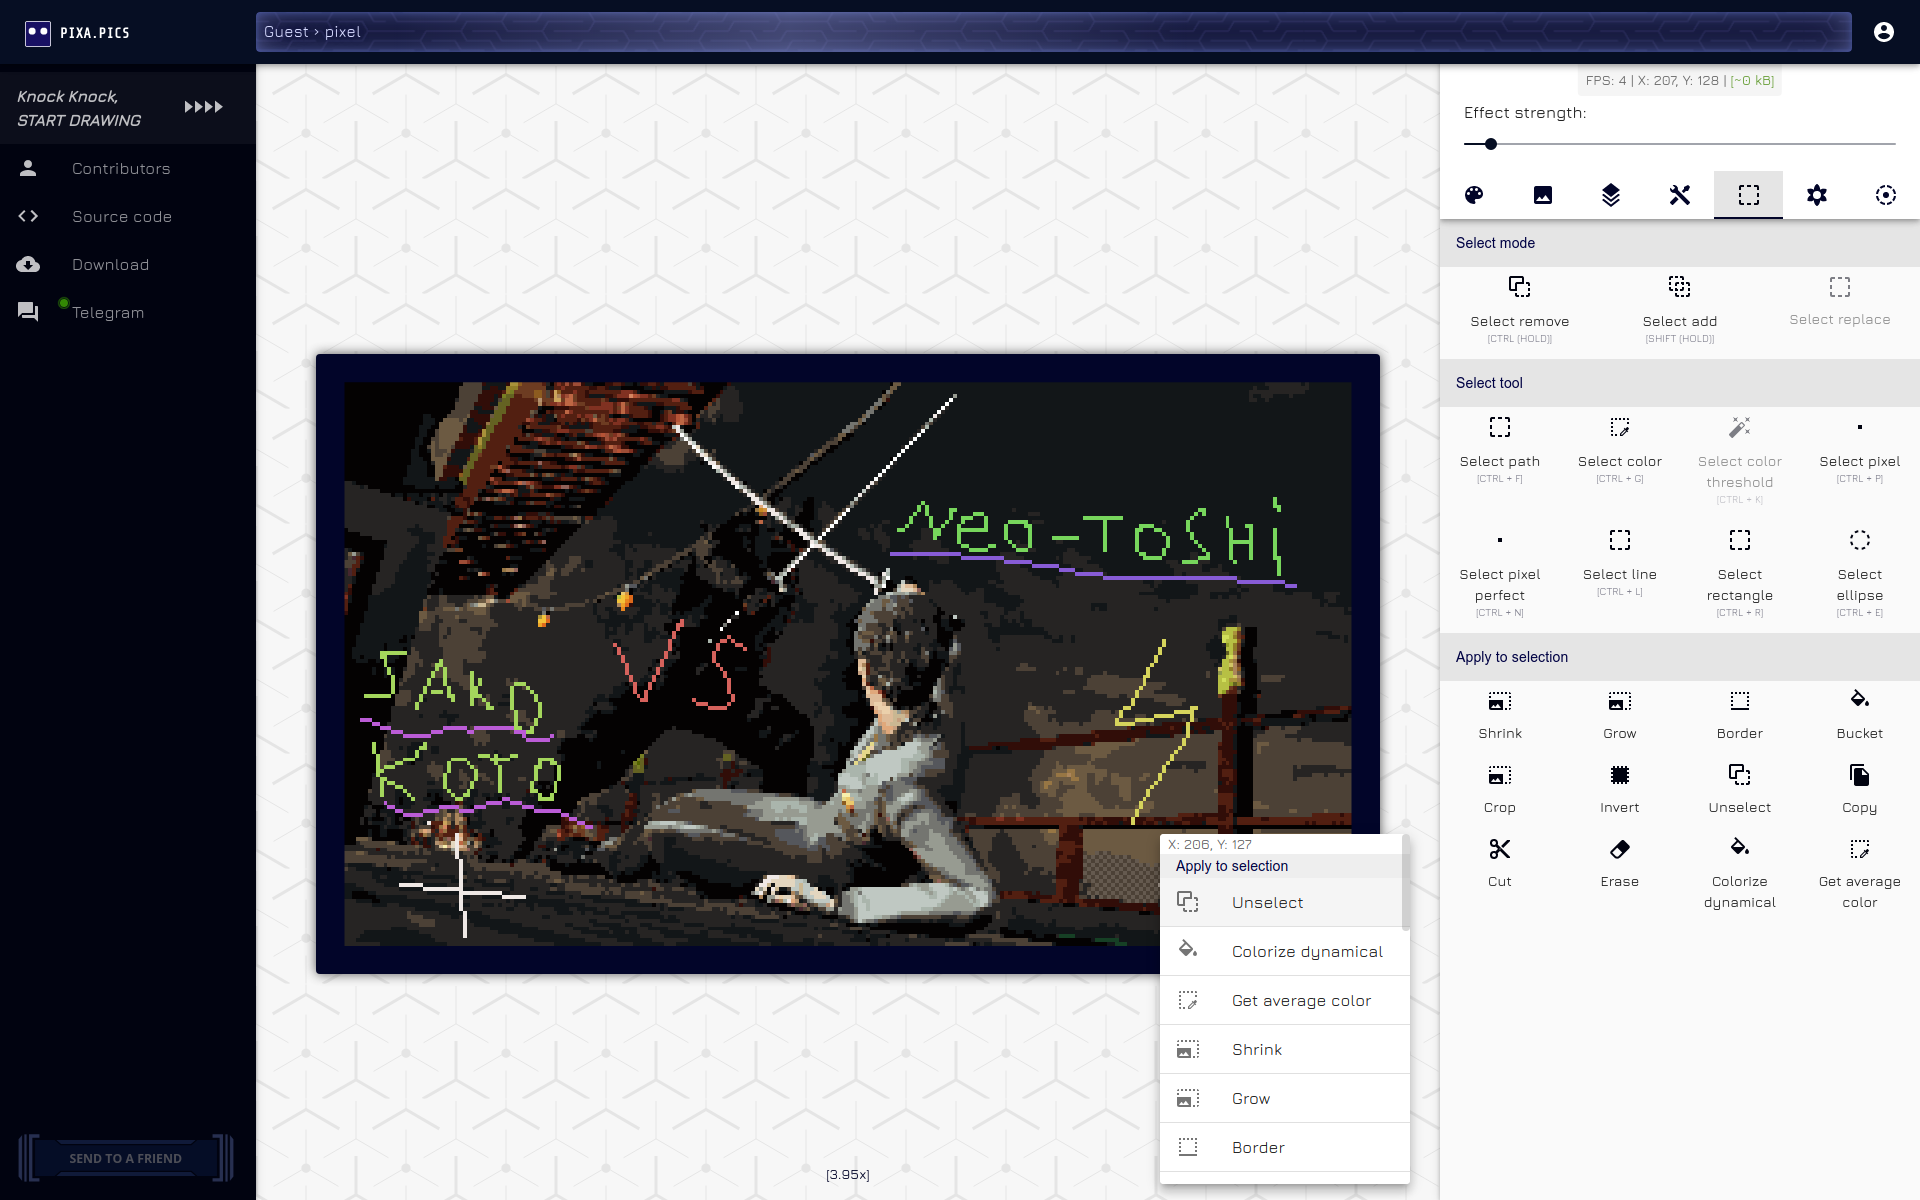 PIXA.PICS
Guest › pixel
Knock Knock,
START DRAWING
Contributors
Source code
Download
Telegram
SEND TO A FRIEND
NEO-TOSHi
VS
SAKD
KOTO
[3.95x]
X: 206, Y: 127
Apply to selection
Unselect
Colorize dynamical
Get average color
Shrink
Grow
Border
FPS: 4 | X: 207, Y: 128 | [~0 kB]
Effect strength:
Select mode
Select remove
[CTRL (HOLD)]
Select add
[SHIFT (HOLD)]
Select replace
Select tool
Select path
[CTRL + F]
Select color
[CTRL + G]
Select color
threshold
[CTRL + K]
Select pixel
[CTRL + P]
Select pixel
perfect
[CTRL + N]
Select line
[CTRL + L]
Select
rectangle
[CTRL + R]
Select
ellipse
[CTRL + E]
Apply to selection
Shrink
Grow
Border
Bucket
Crop
Invert
Unselect
Copy
Cut
Erase
Colorize
dynamical
Get average
color